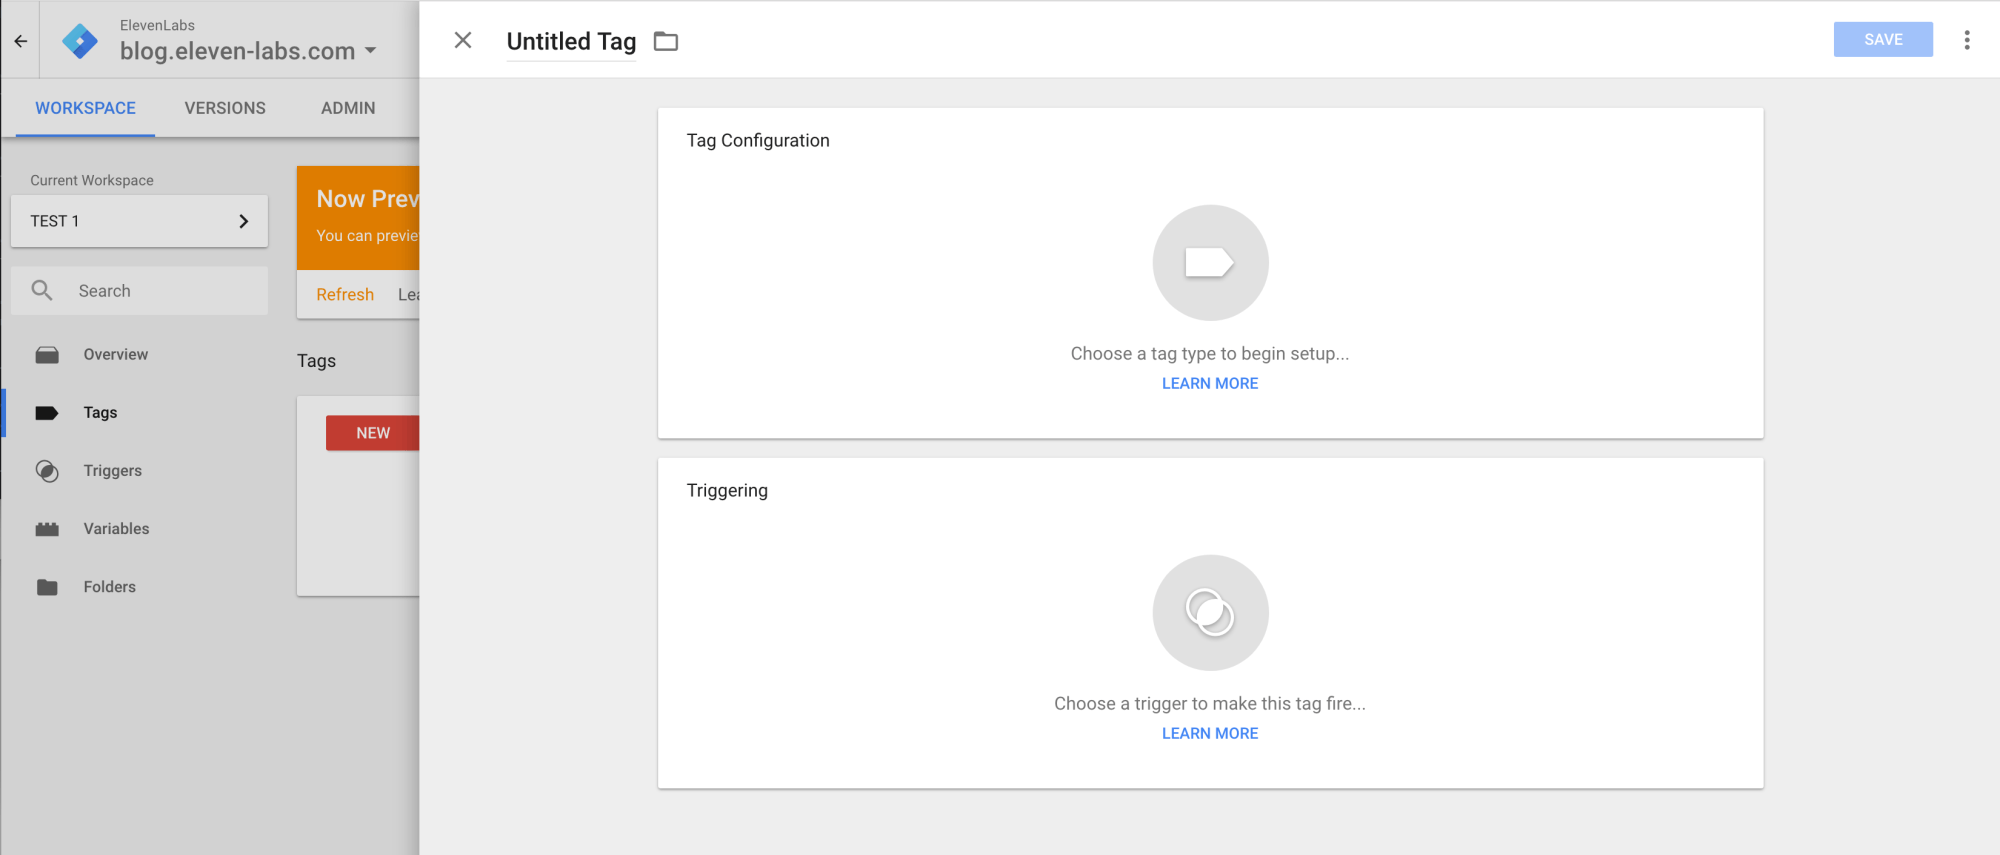 ElevenLabs
blog.eleven-labs.com
Untitled Tag
SAVE
WORKSPACE VERSIONS ADMIN
Current Workspace
TEST 1
Search
Overview
Tags
Triggers
Variables
Folders
Now Prev
You can previe
Refresh Lea
Tags
NEW
Tag Configuration
Choose a tag type to begin setup...
LEARN MORE
Triggering
Choose a trigger to make this tag fire...
LEARN MORE